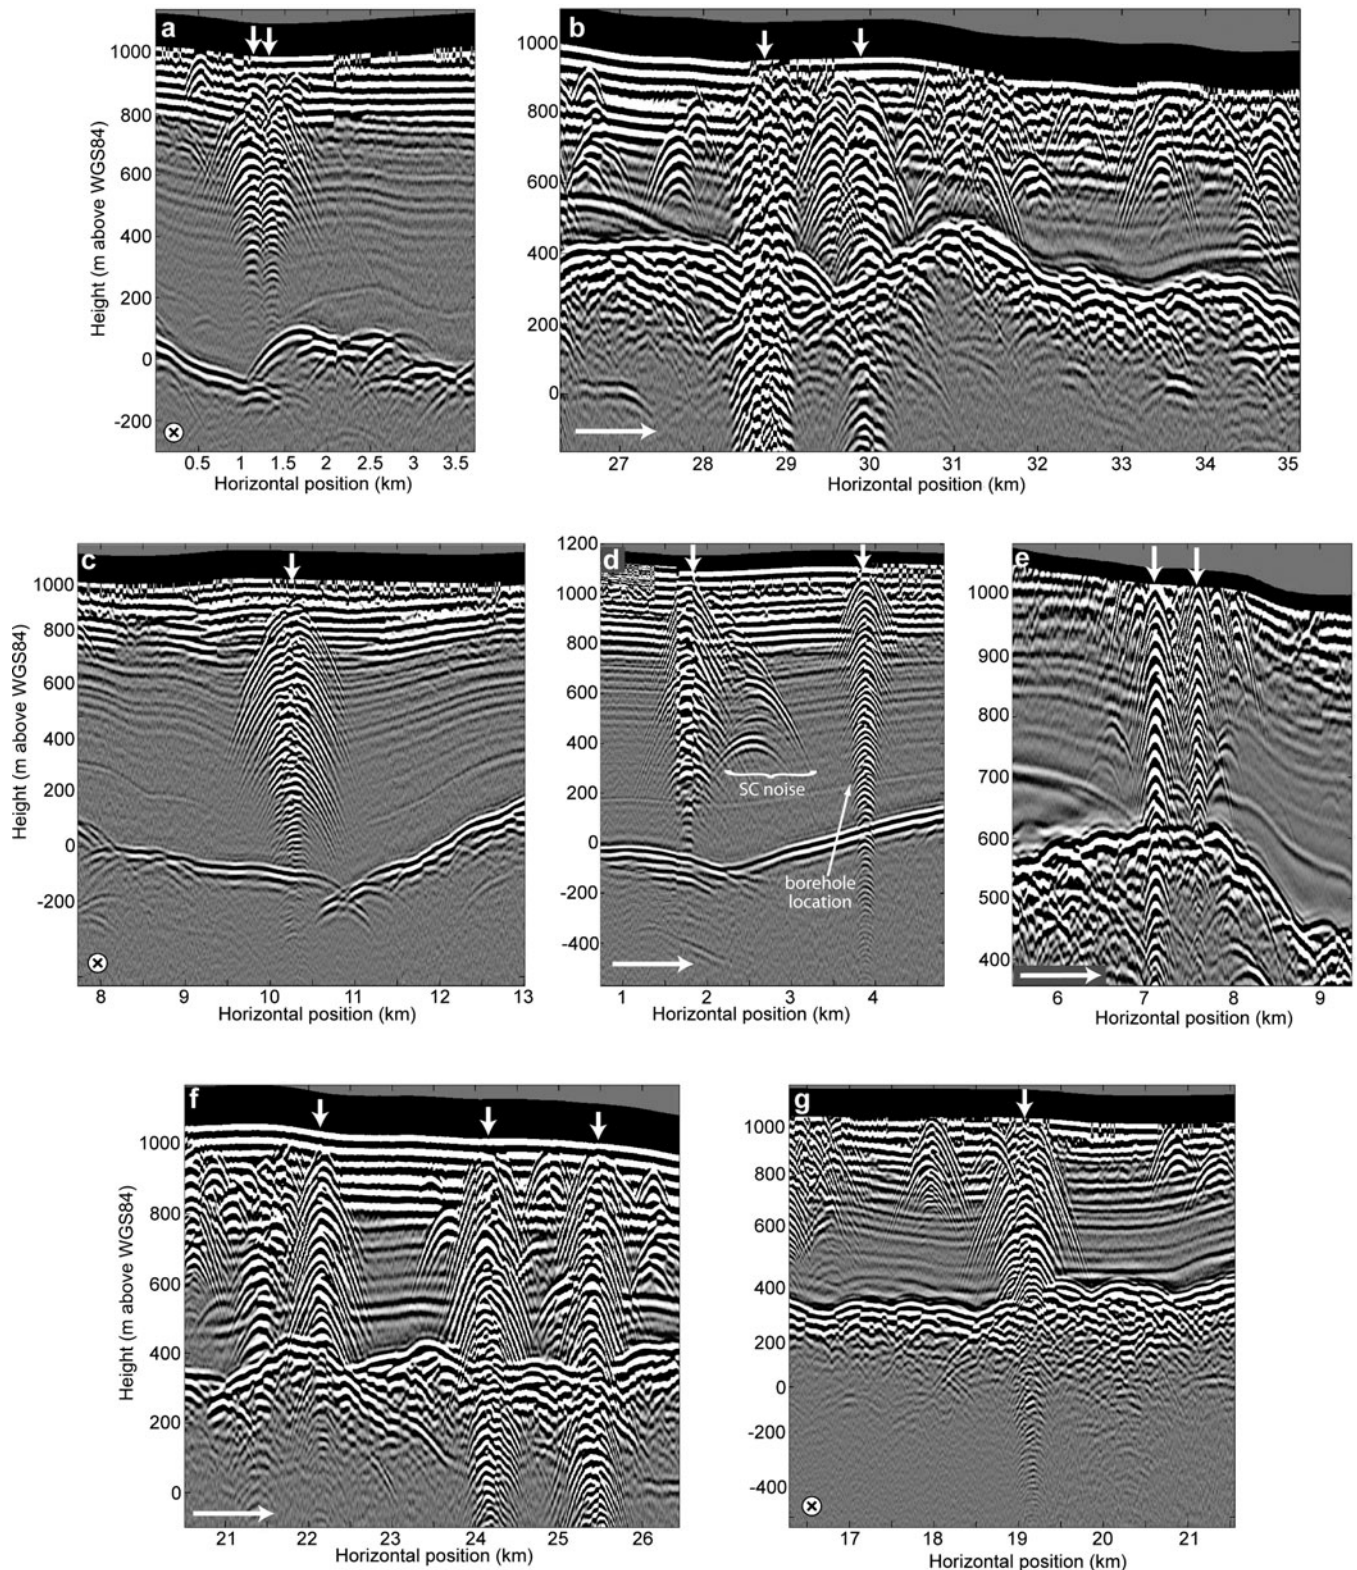 a
1000
800
600
400
200
0
-200
Height (m above WGS84)
0.5 1 1.5 2 2.5 3 3.5
Horizontal position (km)
b
1000
800
600
400
200
0
27 28 29 30 31 32 33 34 35
Horizontal position (km)
c
1000
800
600
400
200
0
-200
Height (m above WGS84)
8 9 10 11 12 13
Horizontal position (km)
d
1200
1000
800
600
400
200
0
-200
-400
SC noise
borehole
location
1 2 3 4
Horizontal position (km)
e
1000
900
800
700
600
500
400
6 7 8 9
Horizontal position (km)
f
1000
800
600
400
200
0
Height (m above WGS84)
21 22 23 24 25 26
Horizontal position (km)
g
1000
800
600
400
200
0
-200
-400
17 18 19 20 21
Horizontal position (km)